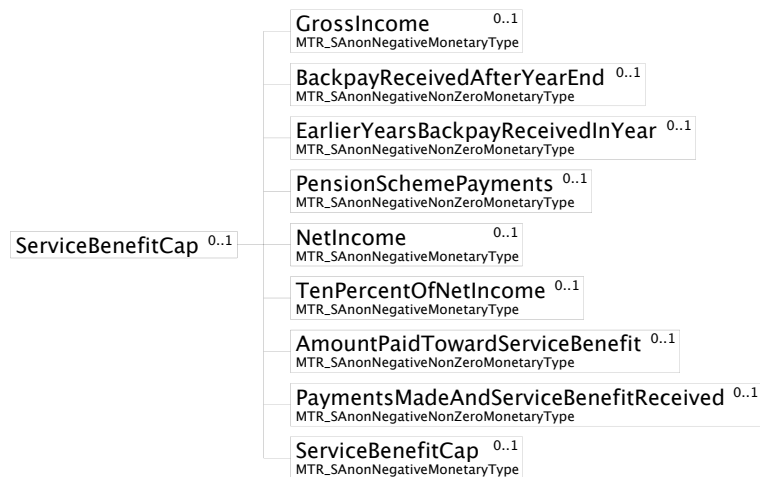 GrossIncome 0..1
MTR_SAnonNegativeMonetaryType
BackpayReceivedAfterYearEnd 0..1
MTR_SAnonNegativeNonZeroMonetaryType
EarlierYearsBackpayReceivedInYear 0..1
MTR_SAnonNegativeNonZeroMonetaryType
PensionSchemePayments 0..1
MTR_SAnonNegativeNonZeroMonetaryType
ServiceBenefitCap 0..1
NetIncome 0..1
MTR_SAnonNegativeMonetaryType
TenPercentOfNetIncome 0..1
MTR_SAnonNegativeMonetaryType
AmountPaidTowardServiceBenefit 0..1
MTR_SAnonNegativeNonZeroMonetaryType
PaymentsMadeAndServiceBenefitReceived 0..1
MTR_SAnonNegativeNonZeroMonetaryType
ServiceBenefitCap 0..1
MTR_SAnonNegativeMonetaryType